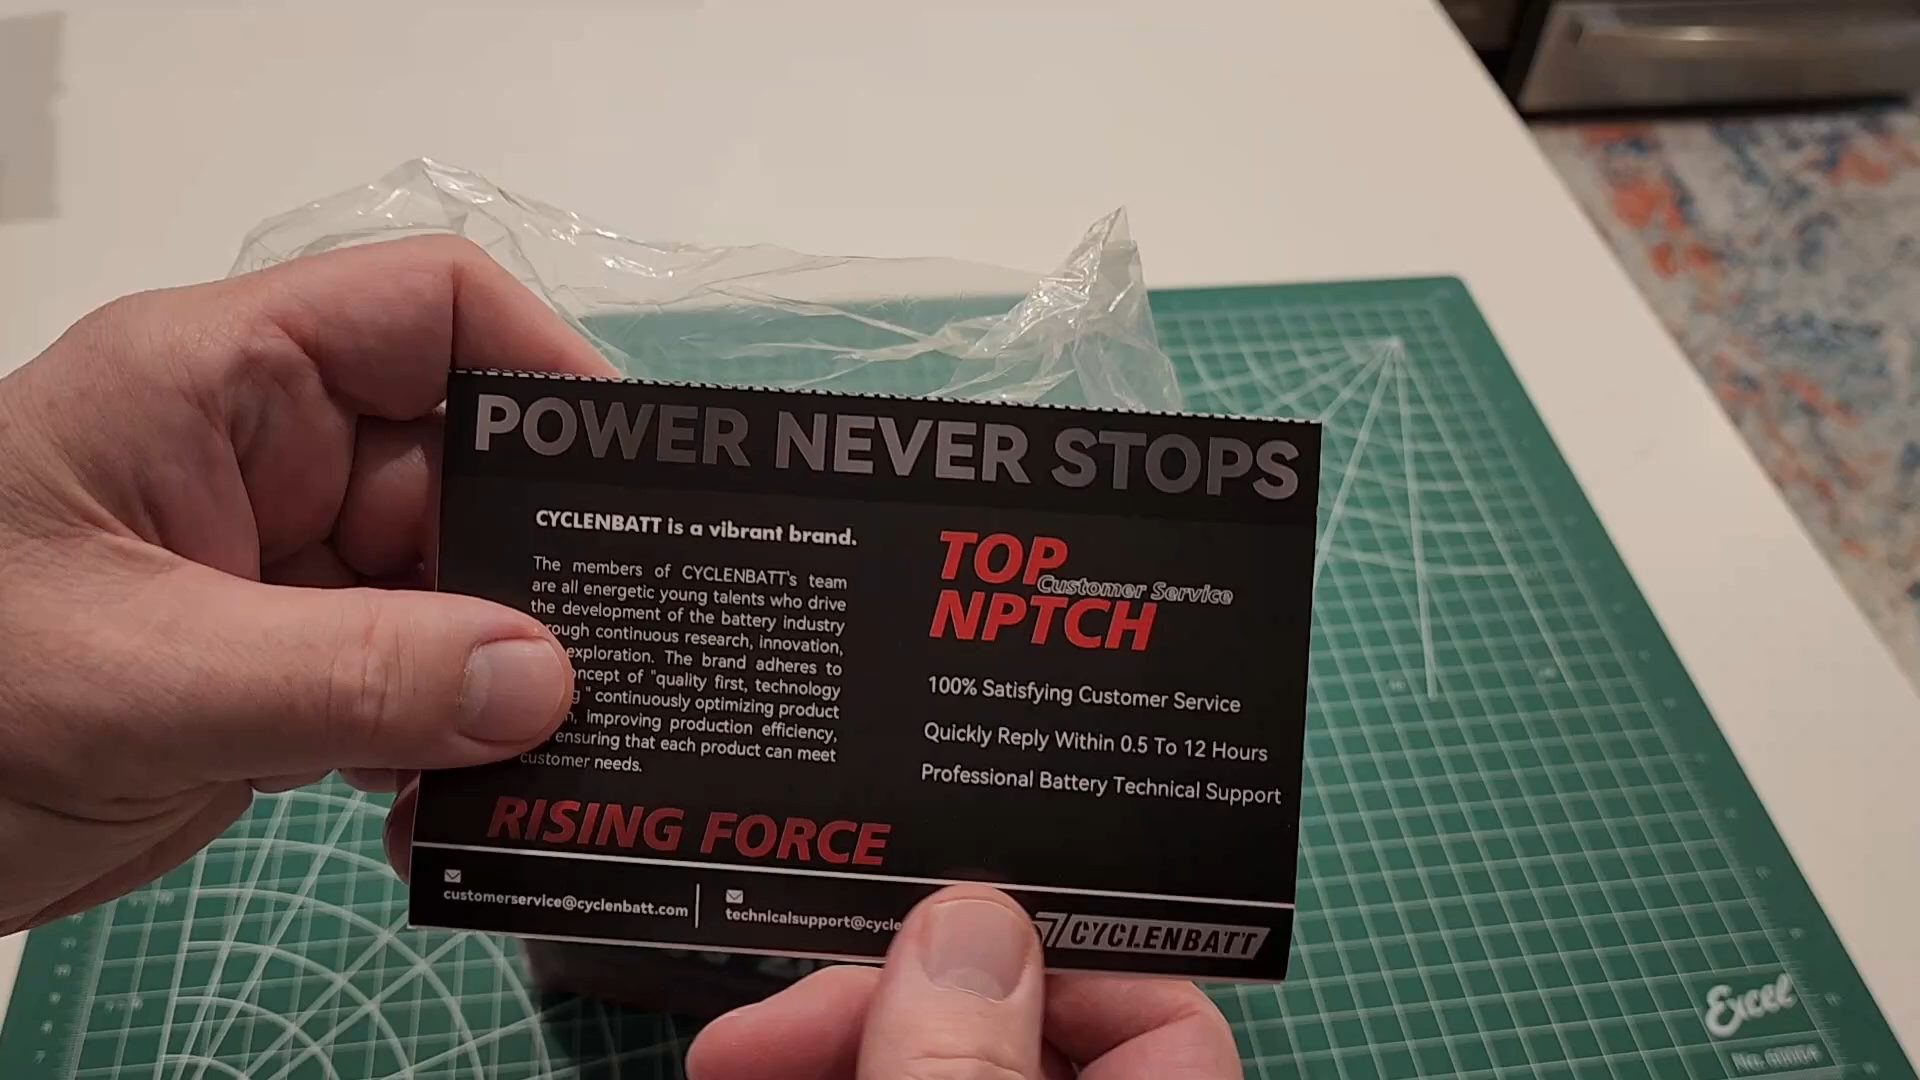 POWER NEVER STOPS
CYCLENBATT is a vibrant brand.
The members of CYCLENBATT's team
are all energetic young talents who drive
the development of the battery industry
rough continuous research, innovation,
exploration. The brand adheres to
ncept of "quality first, technology
g " continuously optimizing product
n, improving production efficiency,
ensuring that each product can meet
customer needs.
RISING FORCE
TOP
Customer Service
NPTCH
100% Satisfying Customer Service
Quickly Reply Within 0.5 To 12 Hours
Professional Battery Technical Support
customerservice@cyclenbatt.com
technicalsupport@cycle
CYCLENBATT
Excel